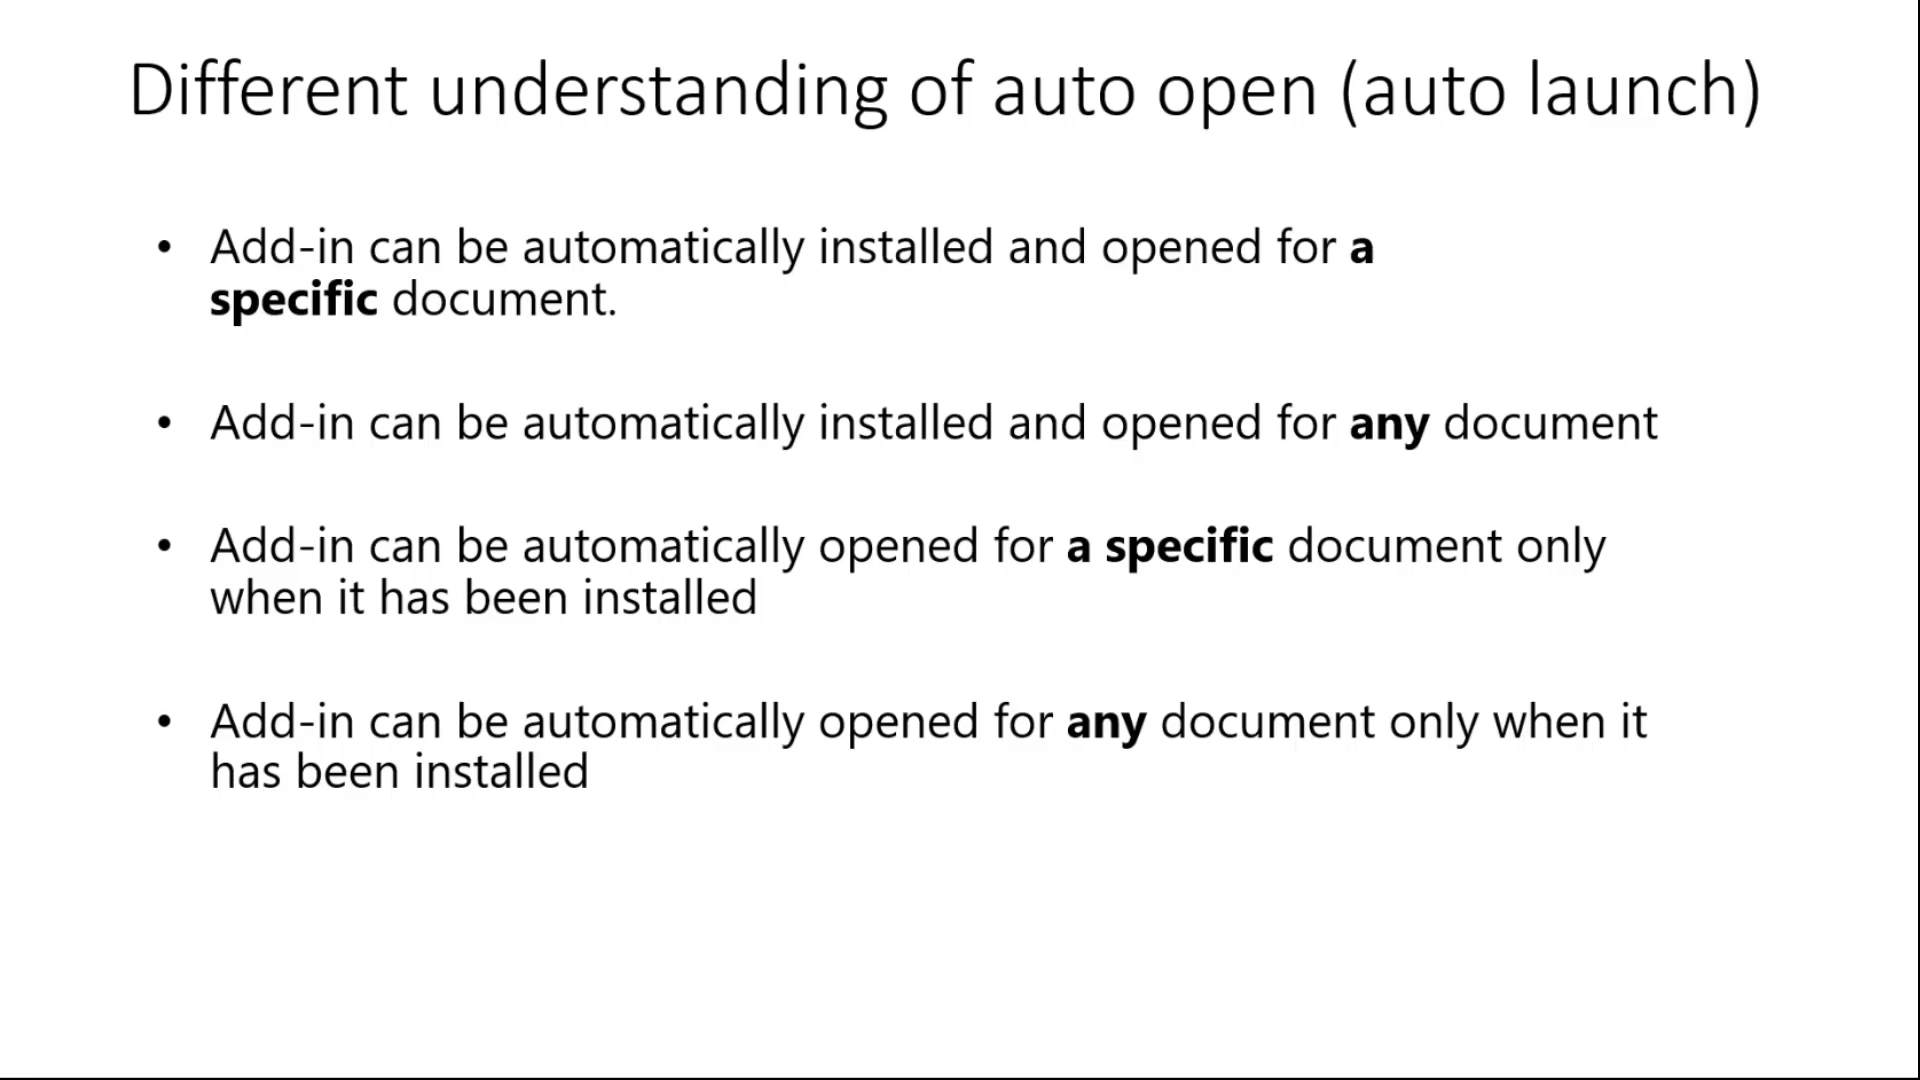 Different understanding of auto open (auto launch)
• Add-in can be automatically installed and opened for a
specific document.
• Add-in can be automatically installed and opened for any document
• Add-in can be automatically opened for a specific document only
when it has been installed
• Add-in can be automatically opened for any document only when it
has been installed